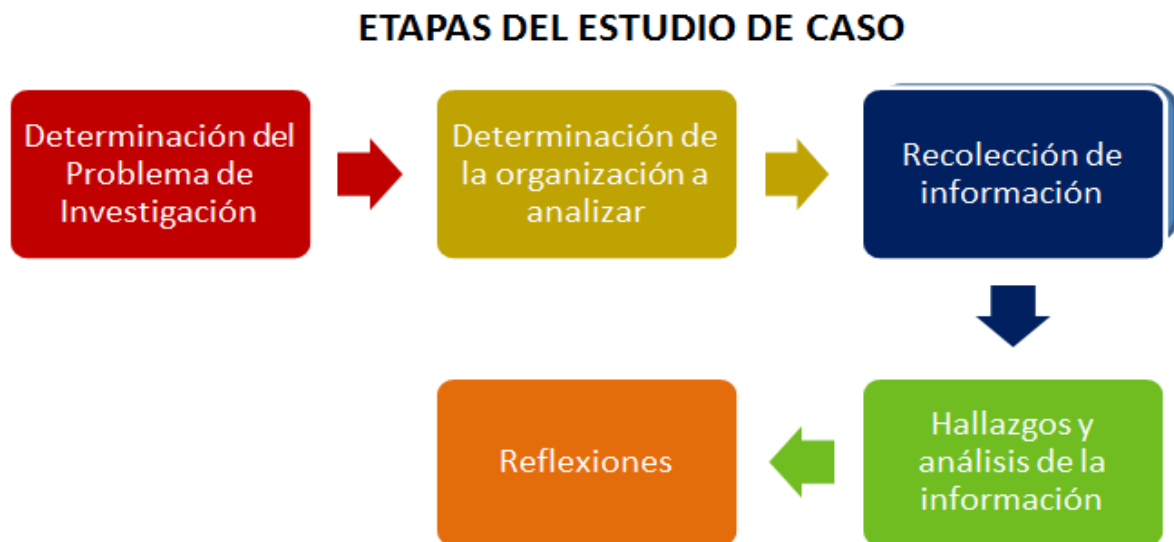 ETAPAS DEL ESTUDIO DE CASO
Determinación del
Problema de
Investigación
Determinación de
la organización a
analizar
Recolección de
información
Hallazgos y
análisis de la
información
Reflexiones